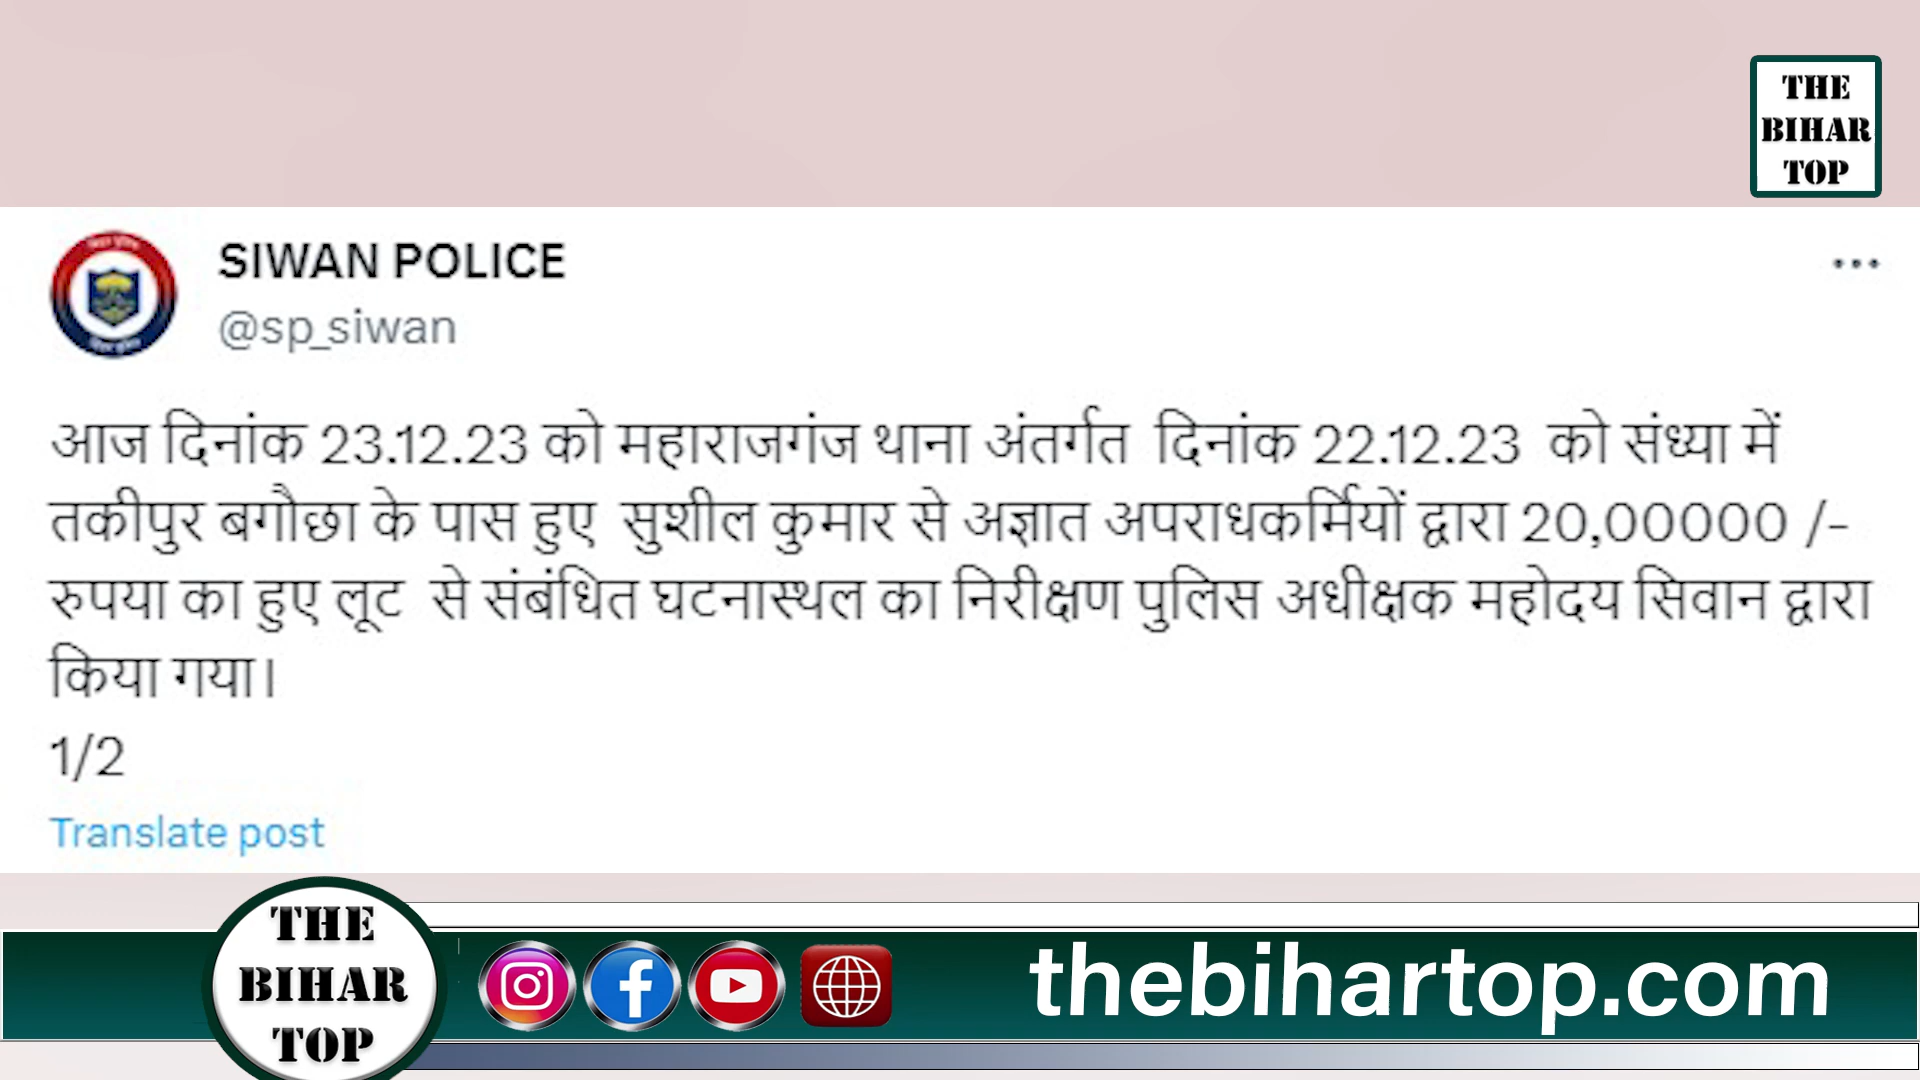 THE
BIHAR
TOP
SIWAN POLICE
@sp_siwan
आज दिनांक 23.12.23 को महाराजगंज थाना अंतर्गत दिनांक 22.12.23 को संध्या में
तकीपुर बगौछा के पास हुए सुशील कुमार से अज्ञात अपराधकर्मियों द्वारा 20,00000 /-
रुपया का हुए लूट से संबंधित घटनास्थल का निरीक्षण पुलिस अधीक्षक महोदय सिवान द्वारा
किया गया।
1/2
Translate post
THE
BIHAR
TOP
thebihartop.com